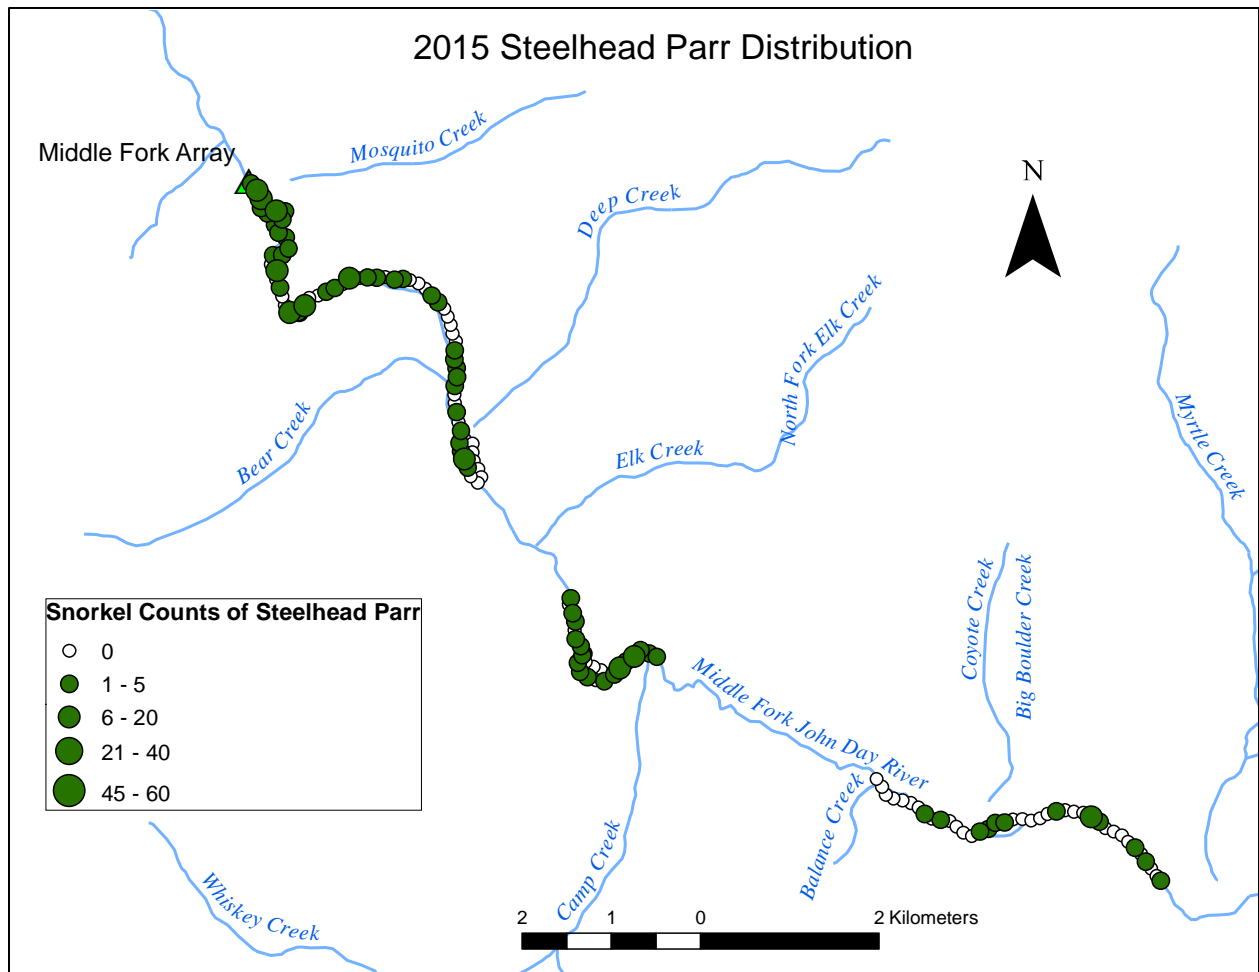 2015 Steelhead Parr Distribution
Mosquito Creek
Middle Fork Array
N
Deep Creek
North Fork Elk Creek
Myrtle Creek
Bear Creek
Elk Creek
Coyote Creek
Big Boulder Creek
Snorkel Counts of Steelhead Parr
0
1 - 5
6 - 20
21 - 40
45 - 60
Middle Fork John Day River
Balance Creek
Camp Creek
Whiskey Creek
2 1 0 2 Kilometers